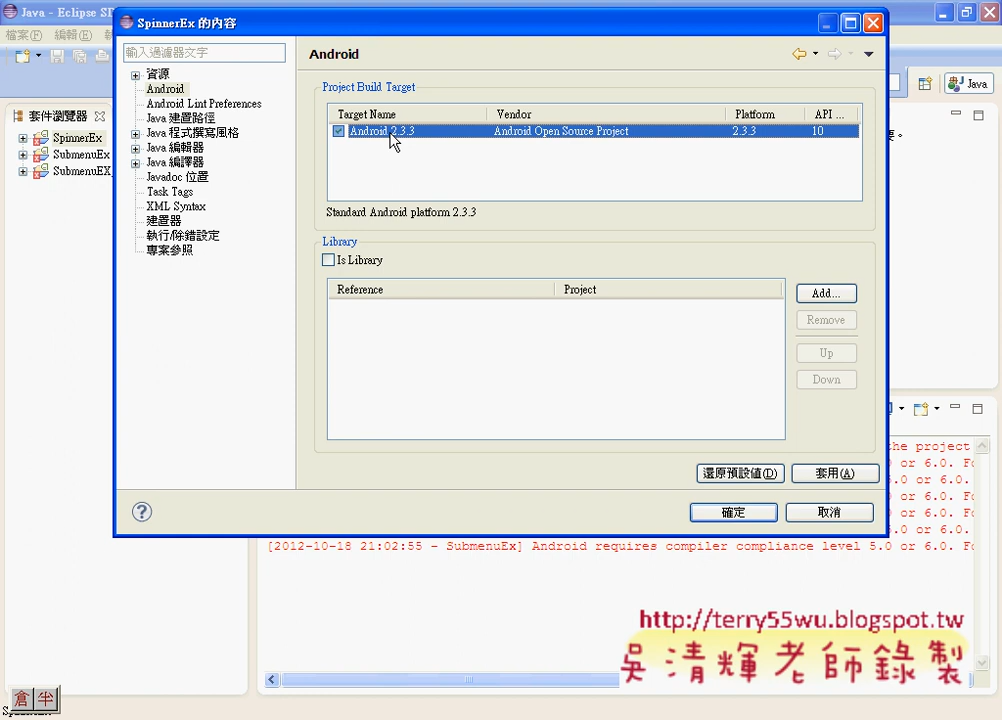 Java - Eclipse SI
檔案(F) 編輯(E)
Java
套件瀏覽器
SpinnerEx
SubmenuEx
SubmenuEX
SpinnerEx 的內容
輸入過濾器文字
資源
Android
Android Lint Preferences
Java 建置路徑
Java 程式撰寫風格
Java 編輯器
Java 編譯器
Javadoc 位置
Task Tags
XML Syntax
建置器
執行/除錯設定
專案參照
Android
Project Build Target
Target Name Vendor Platform API ...
Android 2.3.3 Android Open Source Project 2.3.3 10
Standard Android platform 2.3.3
Library
Is Library
Reference Project
Add...
Remove
Up
Down
還原預設值(D) 套用(A)
確定 取消
the project
.0 or 6.0. Fo
.0 or 6.0.
.0 or 6.0. Fo
.0 or 6.0. Fo
.0 or 6.0. Fo
[2012-10-18 21:02:55 - SubmenuEx] Android requires compiler compliance level 5.0 or 6.0. Fo
http://terry55wu.blogspot.tw
吳清輝老師錄製
倉 半